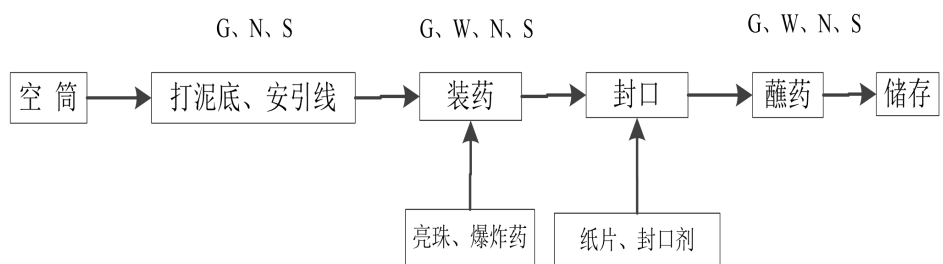 G、N、S
G、W、N、S
G、W、N、S
空 筒
打泥底、安引线
装药
封口
蘸药
储存
亮珠、爆炸药
纸片、封口剂